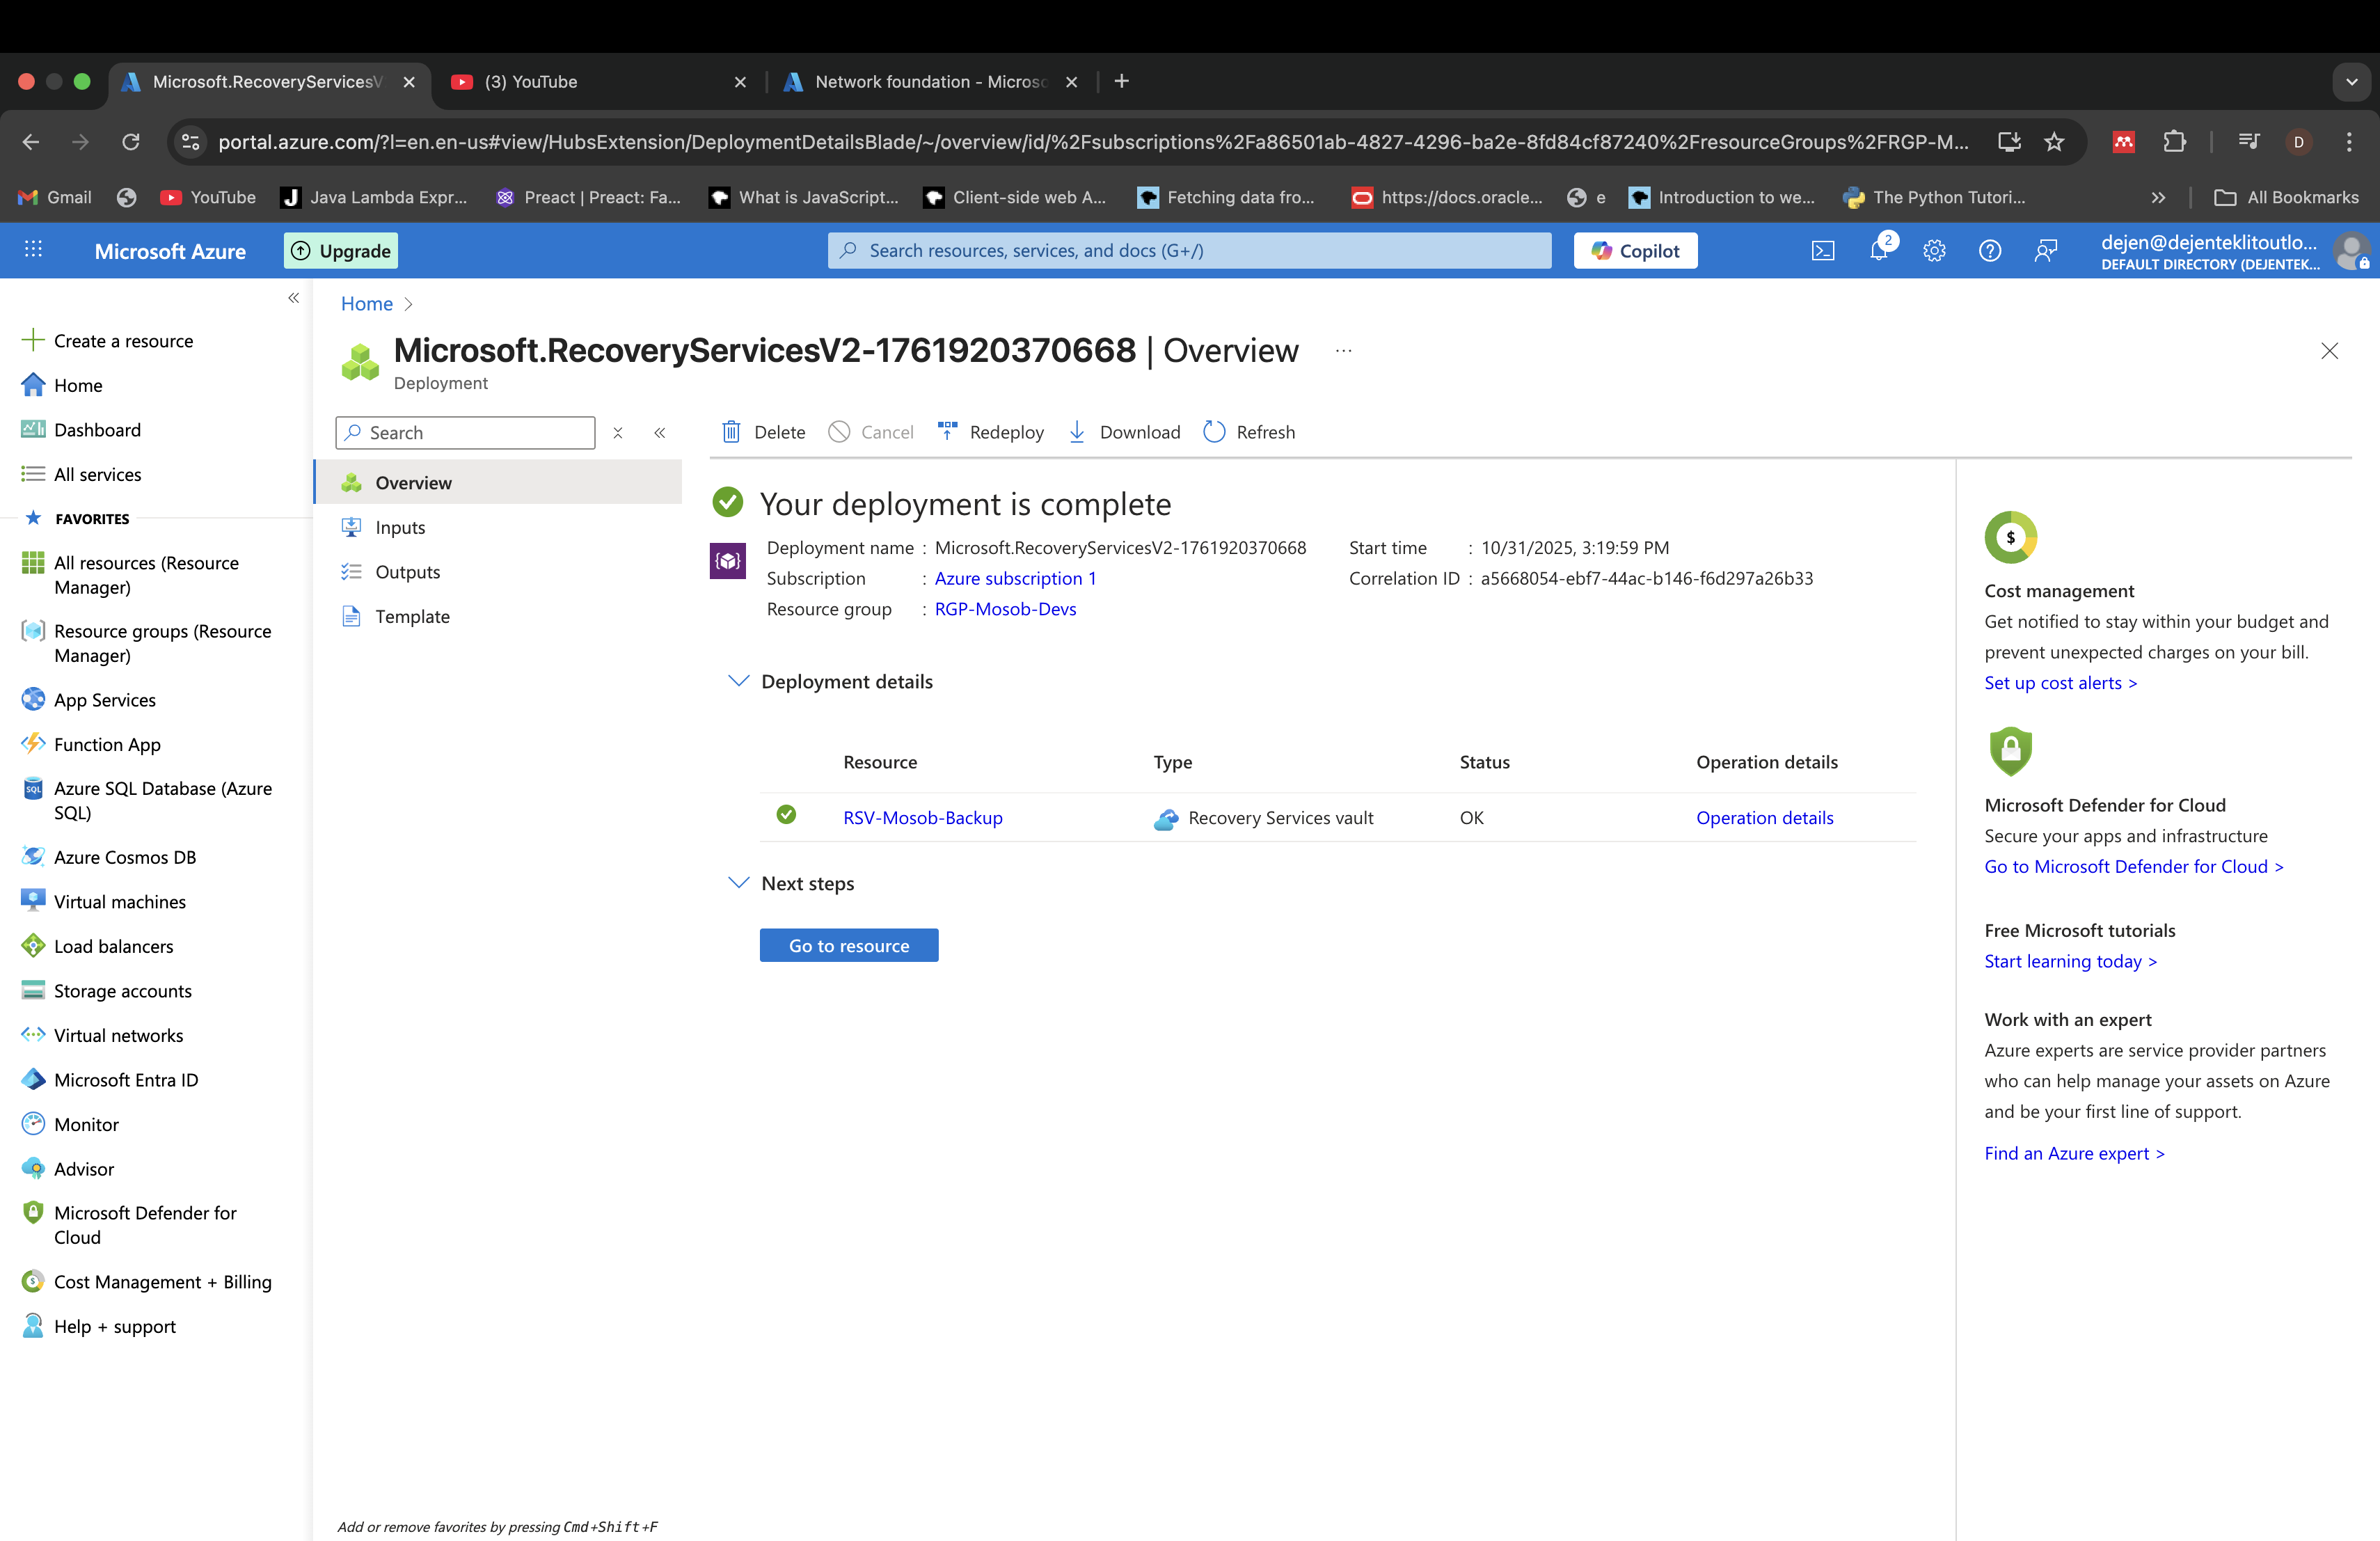 Microsoft.RecoveryServicesV
(3) YouTube
Network foundation - Microso
portal.azure.com/?l=en.en-us#view/HubsExtension/DeploymentDetailsBlade/~/overview/id/%2Fsubscriptions%2Fa86501ab-4827-4296-ba2e-8fd84cf87240%2FresourceGroups%2FRGP-M...
D
Gmail
YouTube
Java Lambda Expr...
Preact | Preact: Fa...
What is JavaScript...
Client-side web A...
Fetching data fro...
https://docs.oracle...
e
Introduction to we...
The Python Tutori...
All Bookmarks
Microsoft Azure
Upgrade
Search resources, services, and docs (G+/)
Copilot
2
dejen@dejenteklitoutlo...
DEFAULT DIRECTORY (DEJENTEK...
Create a resource
Home
Dashboard
All services
FAVORITES
All resources (Resource
Manager)
Resource groups (Resource
Manager)
App Services
Function App
Azure SQL Database (Azure
SQL)
Azure Cosmos DB
Virtual machines
Load balancers
Storage accounts
Virtual networks
Microsoft Entra ID
Monitor
Advisor
Microsoft Defender for
Cloud
Cost Management + Billing
Help + support
Home
Microsoft.RecoveryServicesV2-1761920370668 | Overview ...
Deployment
Search
Overview
Inputs
Outputs
Template
Delete
Cancel
Redeploy
Download
Refresh
Your deployment is complete
Deployment name : Microsoft.RecoveryServicesV2-1761920370668
Subscription : Azure subscription 1
Resource group : RGP-Mosob-Devs
Start time : 10/31/2025, 3:19:59 PM
Correlation ID : a5668054-ebf7-44ac-b146-f6d297a26b33
Deployment details
Resource Type Status Operation details
RSV-Mosob-Backup Recovery Services vault OK Operation details
Next steps
Go to resource
Cost management
Get notified to stay within your budget and
prevent unexpected charges on your bill.
Set up cost alerts >
Microsoft Defender for Cloud
Secure your apps and infrastructure
Go to Microsoft Defender for Cloud >
Free Microsoft tutorials
Start learning today >
Work with an expert
Azure experts are service provider partners
who can help manage your assets on Azure
and be your first line of support.
Find an Azure expert >
Add or remove favorites by pressing Cmd+Shift+F